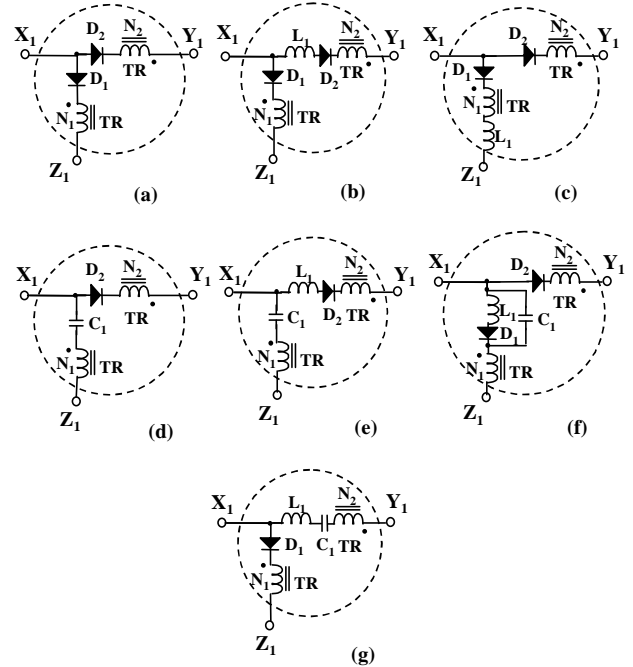 X1 D2 N2 Y1
D1 TR
N1 TR
Z1
(a)
X1 L1 N2 Y1
D1 D2 TR
N1 TR
Z1
(b)
X1 D2 N2 Y1
D1 TR
N1 TR
L1
Z1
(c)
X1 D2 N2 Y1
C1 TR
N1 TR
Z1
(d)
X1 L1 N2 Y1
C1 D2 TR
N1 TR
Z1
(e)
X1 D2 N2 Y1
L1 C1 TR
D1
N1 TR
Z1
(f)
X1 L1 N2 Y1
D1 C1 TR
N1 TR
Z1
(g)